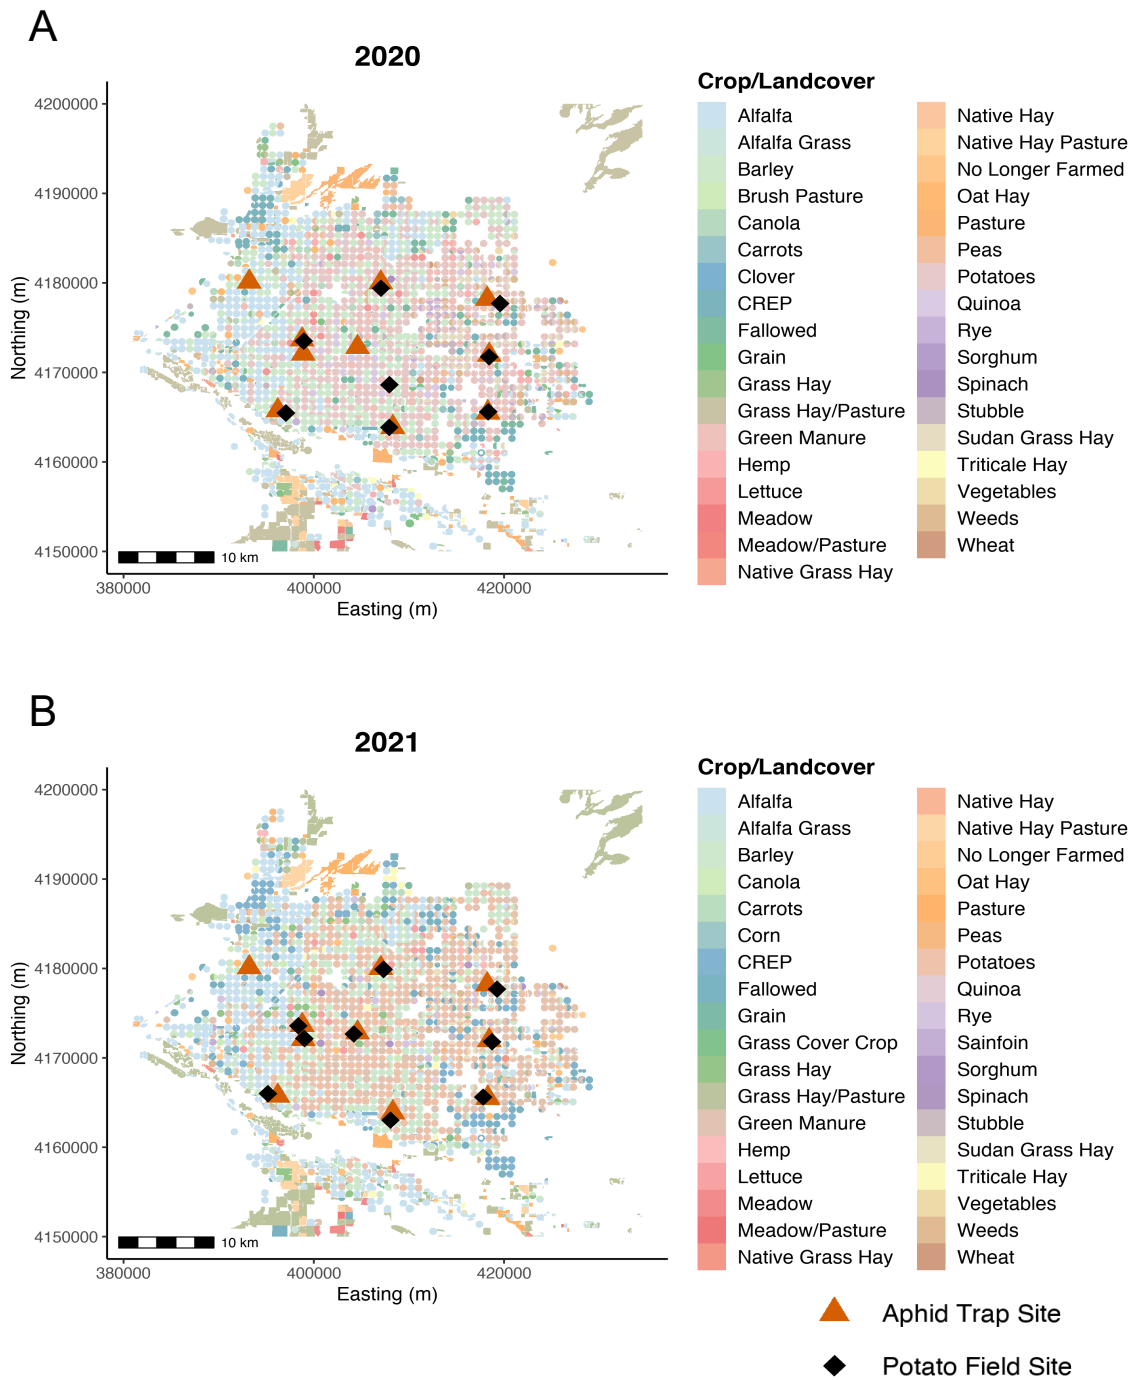 A
2020
Crop/Landcover
4200000
4190000
4180000
4170000
4160000
4150000
Northing (m)
380000
400000
420000
Easting (m)
10 km
Alfalfa
Alfalfa Grass
Barley
Brush Pasture
Canola
Carrots
Clover
CREP
Fallowed
Grain
Grass Hay
Grass Hay/Pasture
Green Manure
Hemp
Lettuce
Meadow
Meadow/Pasture
Native Grass Hay
Native Hay
Native Hay Pasture
No Longer Farmed
Oat Hay
Pasture
Peas
Potatoes
Quinoa
Rye
Sorghum
Spinach
Stubble
Sudan Grass Hay
Triticale Hay
Vegetables
Weeds
Wheat
B
2021
Crop/Landcover
4200000
4190000
4180000
4170000
4160000
4150000
Northing (m)
380000
400000
420000
Easting (m)
10 km
Alfalfa
Alfalfa Grass
Barley
Canola
Carrots
Corn
CREP
Fallowed
Grain
Grass Cover Crop
Grass Hay
Grass Hay/Pasture
Green Manure
Hemp
Lettuce
Meadow
Meadow/Pasture
Native Grass Hay
Native Hay
Native Hay Pasture
No Longer Farmed
Oat Hay
Pasture
Peas
Potatoes
Quinoa
Rye
Sainfoin
Sorghum
Spinach
Stubble
Sudan Grass Hay
Triticale Hay
Vegetables
Weeds
Wheat
Aphid Trap Site
Potato Field Site